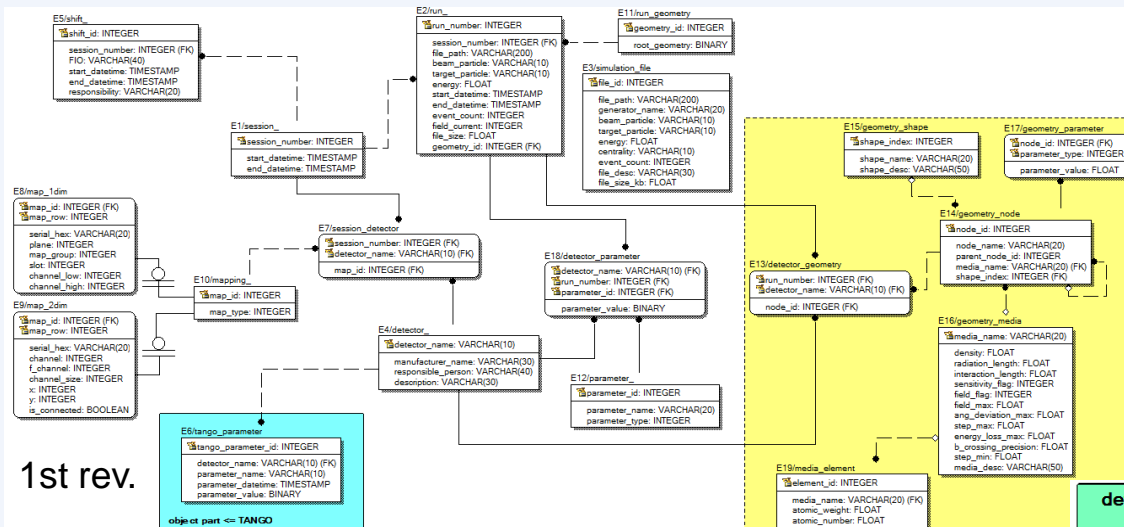 E5/shift_
shift_id: INTEGER
session_number: INTEGER (FK)
FIO: VARCHAR(40)
start_datetime: TIMESTAMP
end_datetime: TIMESTAMP
responsibility: VARCHAR(20)
E2/run_
run_number: INTEGER
session_number: INTEGER (FK)
file_path: VARCHAR(200)
beam_particle: VARCHAR(10)
target_particle: VARCHAR(10)
energy: FLOAT
start_datetime: TIMESTAMP
end_datetime: TIMESTAMP
event_count: INTEGER
field_current: INTEGER
file_size: FLOAT
geometry_id: INTEGER (FK)
E11/run_geometry
geometry_id: INTEGER
root_geometry: BINARY
E3/simulation_file
file_id: INTEGER
file_path: VARCHAR(200)
generator_name: VARCHAR(20)
beam_particle: VARCHAR(10)
target_particle: VARCHAR(10)
energy: FLOAT
centrality: VARCHAR(10)
event_count: INTEGER
file_desc: VARCHAR(30)
file_size_kb: FLOAT
E1/session_
session_number: INTEGER
start_datetime: TIMESTAMP
end_datetime: TIMESTAMP
E15/geometry_shape
shape_index: INTEGER
shape_name: VARCHAR(20)
shape_desc: VARCHAR(50)
E17/geometry_parameter
node_id: INTEGER (FK)
parameter_type: INTEGER
parameter_value: FLOAT
E8/map_1dim
map_id: INTEGER (FK)
map_row: INTEGER
serial_hex: VARCHAR(20)
plane: INTEGER
map_group: INTEGER
slot: INTEGER
channel_low: INTEGER
channel_high: INTEGER
E7/session_detector
session_number: INTEGER (FK)
detector_name: VARCHAR(10) (FK)
map_id: INTEGER (FK)
E14/geometry_node
node_id: INTEGER
node_name: VARCHAR(20)
parent_node_id: INTEGER
media_name: VARCHAR(20) (FK)
shape_index: INTEGER (FK)
E18/detector_parameter
detector_name: VARCHAR(10) (FK)
run_number: INTEGER (FK)
parameter_id: INTEGER (FK)
parameter_value: BINARY
E13/detector_geometry
run_number: INTEGER (FK)
detector_name: VARCHAR(10) (FK)
node_id: INTEGER (FK)
E10/mapping_
map_id: INTEGER
map_type: INTEGER
E9/map_2dim
map_id: INTEGER (FK)
map_row: INTEGER
serial_hex: VARCHAR(20)
channel: INTEGER
f_channel: INTEGER
channel_size: INTEGER
x: INTEGER
y: INTEGER
is_connected: BOOLEAN
E4/detector_
detector_name: VARCHAR(10)
manufacturer_name: VARCHAR(30)
responsible_person: VARCHAR(40)
description: VARCHAR(30)
E16/geometry_media
media_name: VARCHAR(20)
density: FLOAT
radiation_length: FLOAT
interaction_length: FLOAT
sensitivity_flag: INTEGER
field_flag: INTEGER
field_max: FLOAT
ang_deviation_max: FLOAT
step_max: FLOAT
energy_loss_max: FLOAT
b_crossing_precision: FLOAT
step_min: FLOAT
media_desc: VARCHAR(50)
E12/parameter_
parameter_id: INTEGER
parameter_name: VARCHAR(20)
parameter_type: INTEGER
E6/tango_parameter
tango_parameter_id: INTEGER
detector_name: VARCHAR(10) (FK)
parameter_name: VARCHAR(10)
parameter_datetime: TIMESTAMP
parameter_value: BINARY
object part <= TANGO
1st rev.
E19/media_element
element_id: INTEGER
media_name: VARCHAR(20) (FK)
atomic_weight: FLOAT
atomic_number: FLOAT
de